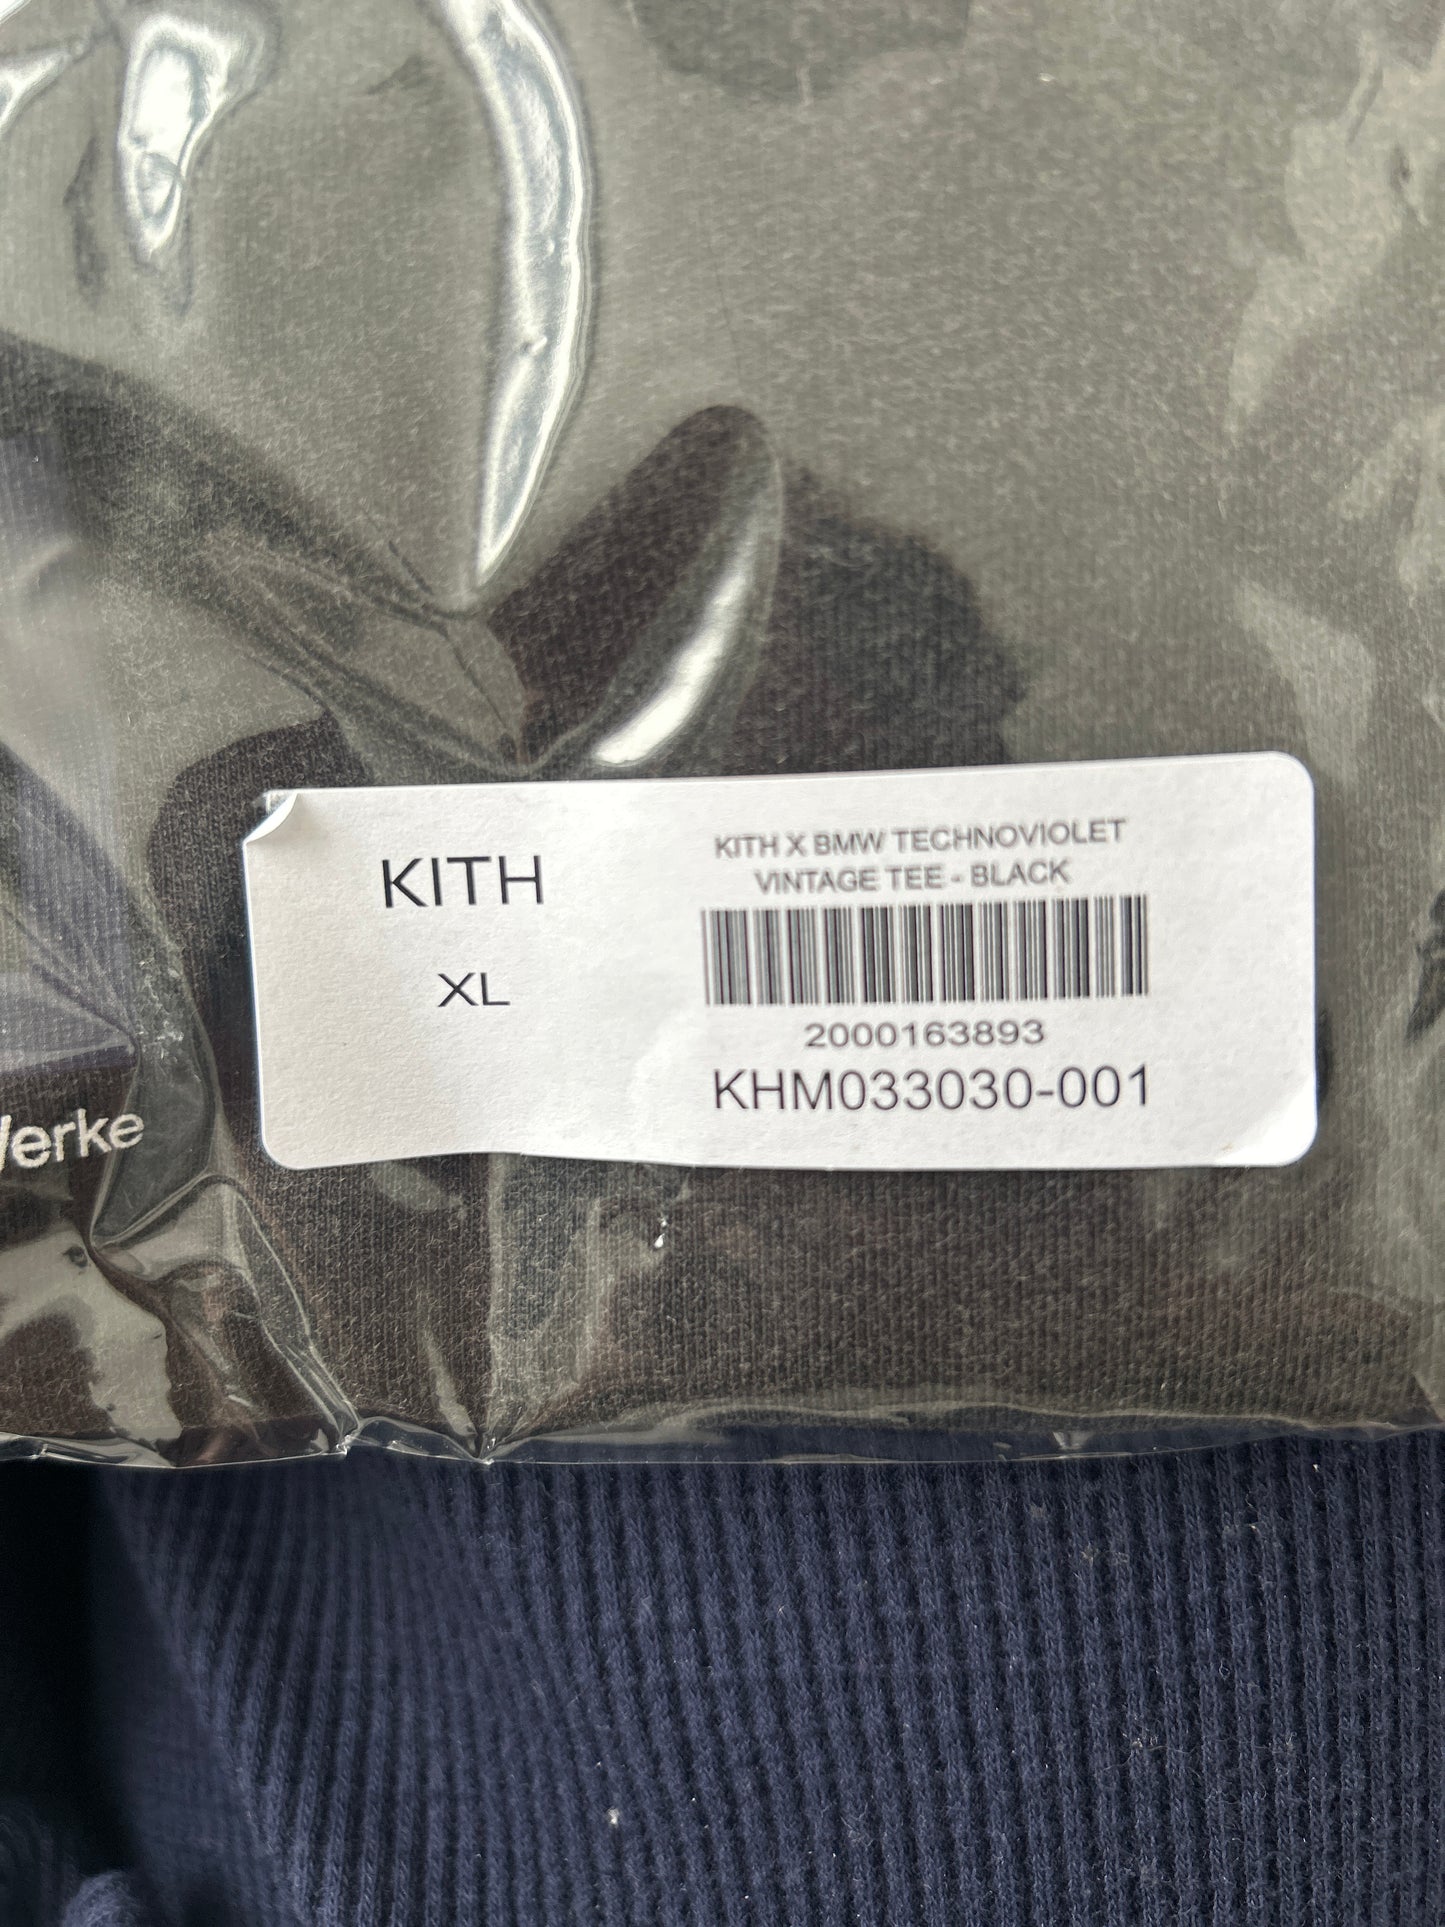 KITH
XL
KITH X BMW TECHNOVIOLET
VINTAGE TEE - BLACK
2000163893
KHM033030-001